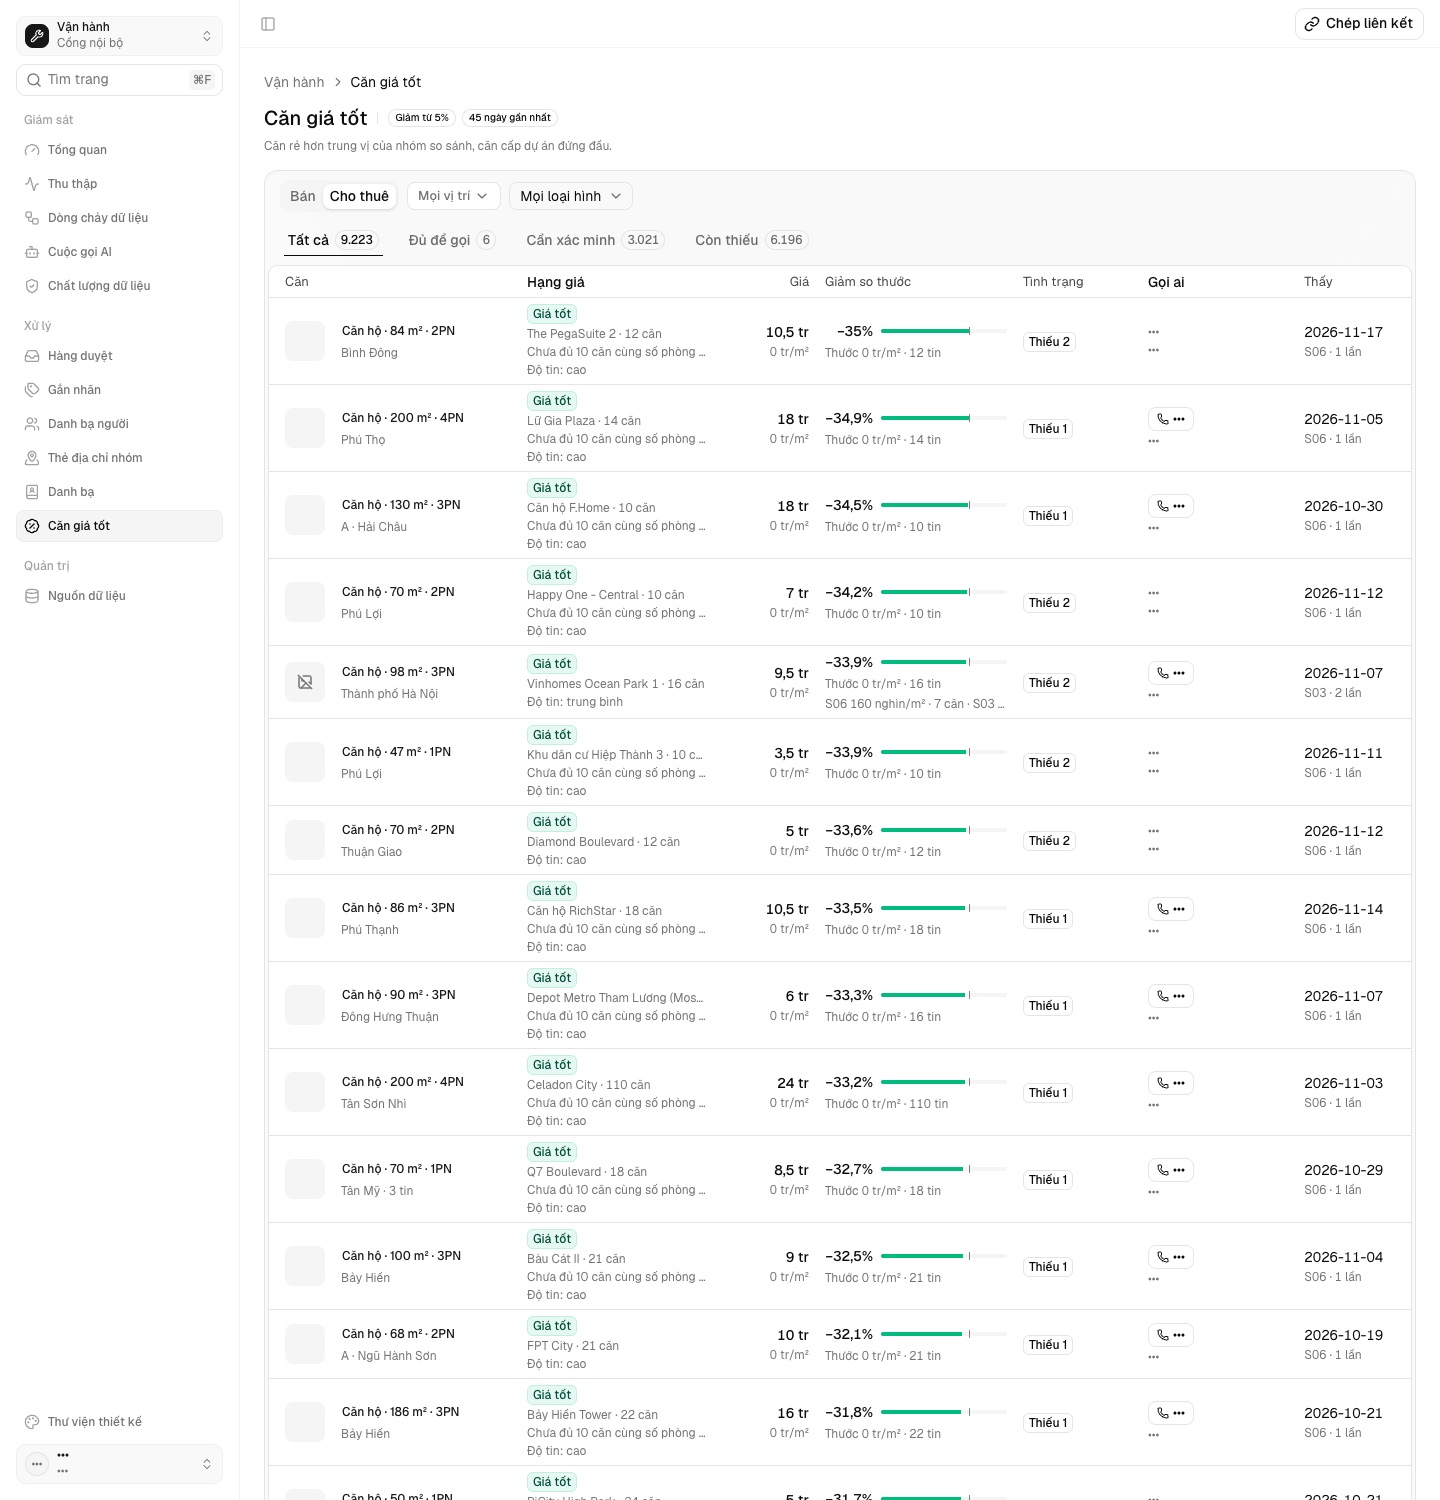 Vận hành
Cổng nội bộ
Tìm trang ⌘F
Giám sát
Tổng quan
Thu thập
Dòng chảy dữ liệu
Cuộc gọi AI
Chất lượng dữ liệu
Xử lý
Hàng duyệt
Gắn nhãn
Danh bạ người
Thẻ địa chỉ nhóm
Danh bạ
Căn giá tốt
Quản trị
Nguồn dữ liệu
Thư viện thiết kế
Chép liên kết
Vận hành > Căn giá tốt
Căn giá tốt Giảm từ 5% 45 ngày gần nhất
Căn rẻ hơn trung vị của nhóm so sánh, căn cấp dự án đứng đầu.
Bán Cho thuê Mọi vị trí Mọi loại hình
Tất cả 9.223 Đủ để gọi 6 Cần xác minh 3.021 Còn thiếu 6.196
Căn Hạng giá Giá Giảm so thước Tình trạng Gọi ai Thấy
Căn hộ · 84 m² · 2PN
Bình Đông
Giá tốt
The PegaSuite 2 · 12 căn
Chưa đủ 10 căn cùng số phòng ...
Độ tin: cao
10,5 tr
0 tr/m²
−35%
Thước 0 tr/m² · 12 tin
Thiếu 2
•••
•••
2026-11-17
S06 · 1 lần
Căn hộ · 200 m² · 4PN
Phú Thọ
Giá tốt
Lữ Gia Plaza · 14 căn
Chưa đủ 10 căn cùng số phòng ...
Độ tin: cao
18 tr
0 tr/m²
−34,9%
Thước 0 tr/m² · 14 tin
Thiếu 1
•••
•••
2026-11-05
S06 · 1 lần
Căn hộ · 130 m² · 3PN
A · Hải Châu
Giá tốt
Căn hộ F.Home · 10 căn
Chưa đủ 10 căn cùng số phòng ...
Độ tin: cao
18 tr
0 tr/m²
−34,5%
Thước 0 tr/m² · 10 tin
Thiếu 1
•••
•••
2026-10-30
S06 · 1 lần
Căn hộ · 70 m² · 2PN
Phú Lợi
Giá tốt
Happy One - Central · 10 căn
Chưa đủ 10 căn cùng số phòng ...
Độ tin: cao
7 tr
0 tr/m²
−34,2%
Thước 0 tr/m² · 10 tin
Thiếu 2
•••
•••
2026-11-12
S06 · 1 lần
Căn hộ · 98 m² · 3PN
Thành phố Hà Nội
Giá tốt
Vinhomes Ocean Park 1 · 16 căn
Độ tin: trung bình
9,5 tr
0 tr/m²
−33,9%
Thước 0 tr/m² · 16 tin
S06 160 nghìn/m² · 7 căn · S03 ...
Thiếu 2
•••
•••
2026-11-07
S03 · 2 lần
Căn hộ · 47 m² · 1PN
Phú Lợi
Giá tốt
Khu dân cư Hiệp Thành 3 · 10 c...
Chưa đủ 10 căn cùng số phòng ...
Độ tin: cao
3,5 tr
0 tr/m²
−33,9%
Thước 0 tr/m² · 10 tin
Thiếu 2
•••
•••
2026-11-11
S06 · 1 lần
Căn hộ · 70 m² · 2PN
Thuận Giao
Giá tốt
Diamond Boulevard · 12 căn
Độ tin: cao
5 tr
0 tr/m²
−33,6%
Thước 0 tr/m² · 12 tin
Thiếu 2
•••
•••
2026-11-12
S06 · 1 lần
Căn hộ · 86 m² · 3PN
Phú Thạnh
Giá tốt
Căn hộ RichStar · 18 căn
Chưa đủ 10 căn cùng số phòng ...
Độ tin: cao
10,5 tr
0 tr/m²
−33,5%
Thước 0 tr/m² · 18 tin
Thiếu 1
•••
•••
2026-11-14
S06 · 1 lần
Căn hộ · 90 m² · 3PN
Đông Hưng Thuận
Giá tốt
Depot Metro Tham Lương (Mos...
Chưa đủ 10 căn cùng số phòng ...
Độ tin: cao
6 tr
0 tr/m²
−33,3%
Thước 0 tr/m² · 16 tin
Thiếu 1
•••
•••
2026-11-07
S06 · 1 lần
Căn hộ · 200 m² · 4PN
Tân Sơn Nhì
Giá tốt
Celadon City · 110 căn
Chưa đủ 10 căn cùng số phòng ...
Độ tin: cao
24 tr
0 tr/m²
−33,2%
Thước 0 tr/m² · 110 tin
Thiếu 1
•••
•••
2026-11-03
S06 · 1 lần
Căn hộ · 70 m² · 1PN
Tân Mỹ · 3 tin
Giá tốt
Q7 Boulevard · 18 căn
Chưa đủ 10 căn cùng số phòng ...
Độ tin: cao
8,5 tr
0 tr/m²
−32,7%
Thước 0 tr/m² · 18 tin
Thiếu 1
•••
•••
2026-10-29
S06 · 1 lần
Căn hộ · 100 m² · 3PN
Bảy Hiền
Giá tốt
Bàu Cát II · 21 căn
Chưa đủ 10 căn cùng số phòng ...
Độ tin: cao
9 tr
0 tr/m²
−32,5%
Thước 0 tr/m² · 21 tin
Thiếu 1
•••
•••
2026-11-04
S06 · 1 lần
Căn hộ · 68 m² · 2PN
A · Ngũ Hành Sơn
Giá tốt
FPT City · 21 căn
Độ tin: cao
10 tr
0 tr/m²
−32,1%
Thước 0 tr/m² · 21 tin
Thiếu 1
•••
•••
2026-10-19
S06 · 1 lần
Căn hộ · 186 m² · 3PN
Bảy Hiền
Giá tốt
Bảy Hiền Tower · 22 căn
Chưa đủ 10 căn cùng số phòng ...
Độ tin: cao
16 tr
0 tr/m²
−31,8%
Thước 0 tr/m² · 22 tin
Thiếu 1
•••
•••
2026-10-21
S06 · 1 lần
Căn hộ · 50 m² · 1PN
Giá tốt
5 tr
−31,7%
2026-10-21